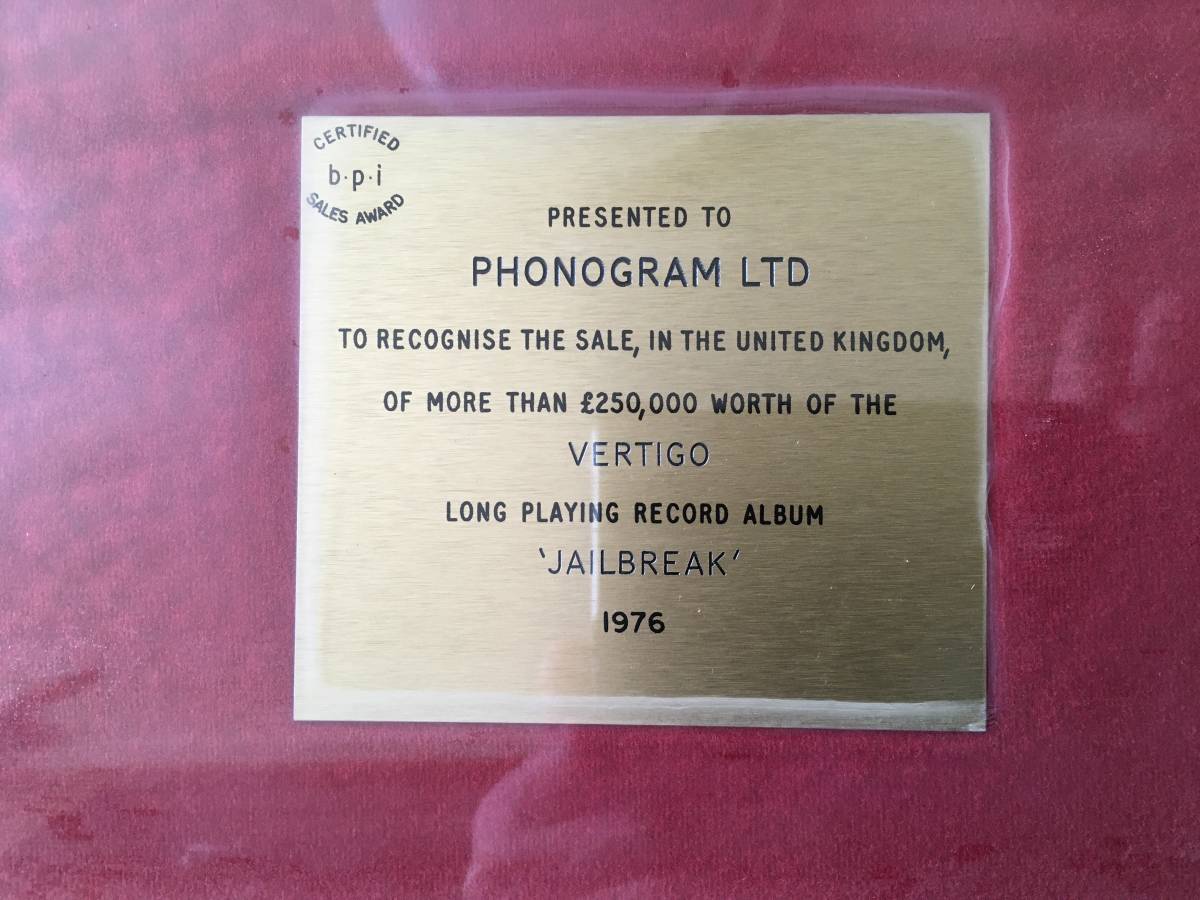 CERTIFIED
b·p·i
SALES AWARD
PRESENTED TO
PHONOGRAM LTD
TO RECOGNISE THE SALE, IN THE UNITED KINGDOM,
OF MORE THAN £250,000 WORTH OF THE
VERTIGO
LONG PLAYING RECORD ALBUM
‘JAILBREAK’
1976